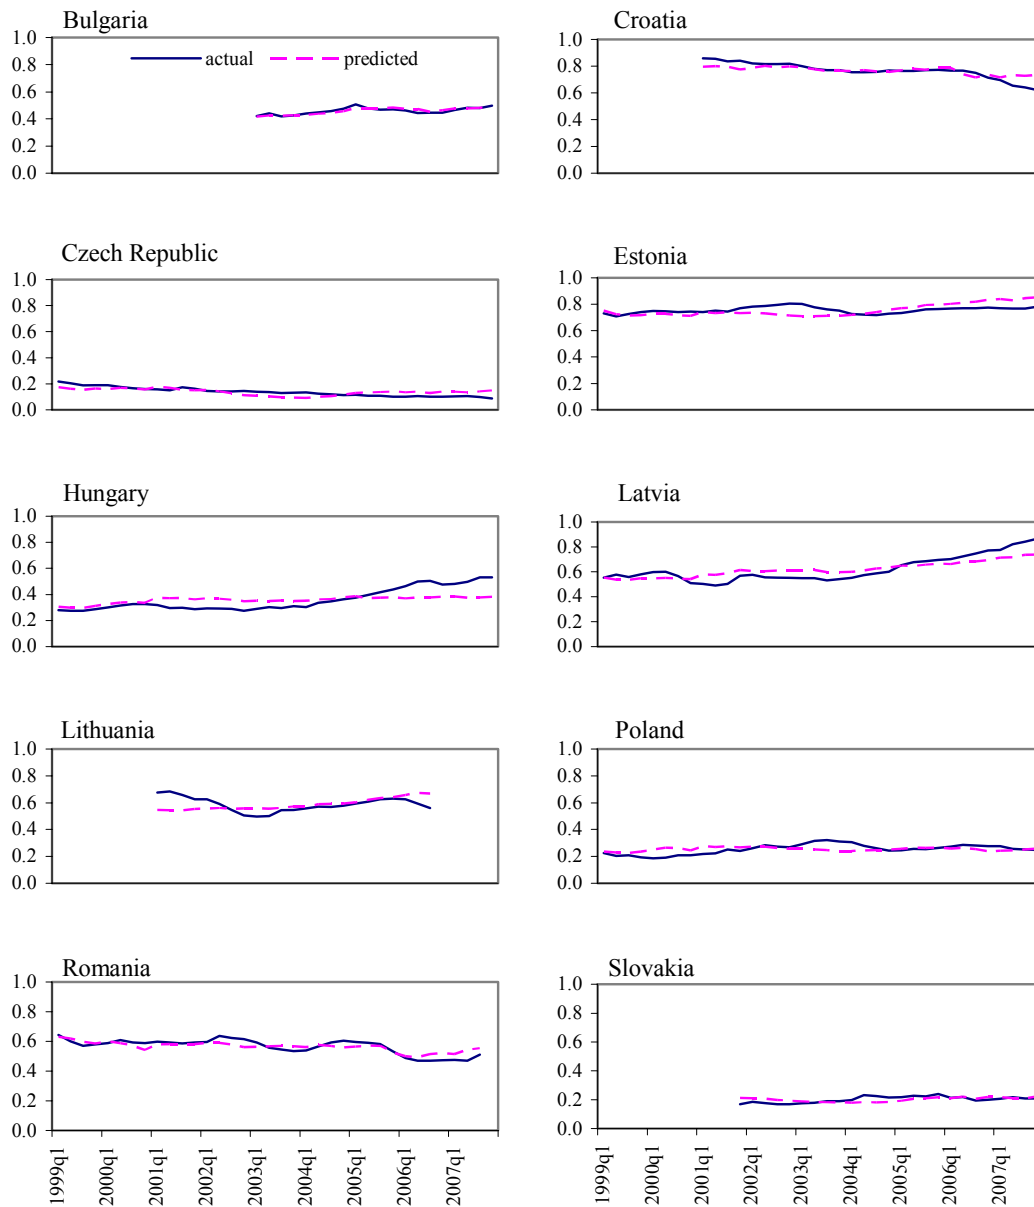 Bulgaria
1.0
0.8
0.6
0.4
0.2
0.0
actual
predicted
Croatia
1.0
0.8
0.6
0.4
0.2
0.0
Czech Republic
1.0
0.8
0.6
0.4
0.2
0.0
Estonia
1.0
0.8
0.6
0.4
0.2
0.0
Hungary
1.0
0.8
0.6
0.4
0.2
0.0
Latvia
1.0
0.8
0.6
0.4
0.2
0.0
Lithuania
1.0
0.8
0.6
0.4
0.2
0.0
Poland
1.0
0.8
0.6
0.4
0.2
0.0
Romania
1.0
0.8
0.6
0.4
0.2
0.0
1999q1
2000q1
2001q1
2002q1
2003q1
2004q1
2005q1
2006q1
2007q1
Slovakia
1.0
0.8
0.6
0.4
0.2
0.0
1999q1
2000q1
2001q1
2002q1
2003q1
2004q1
2005q1
2006q1
2007q1